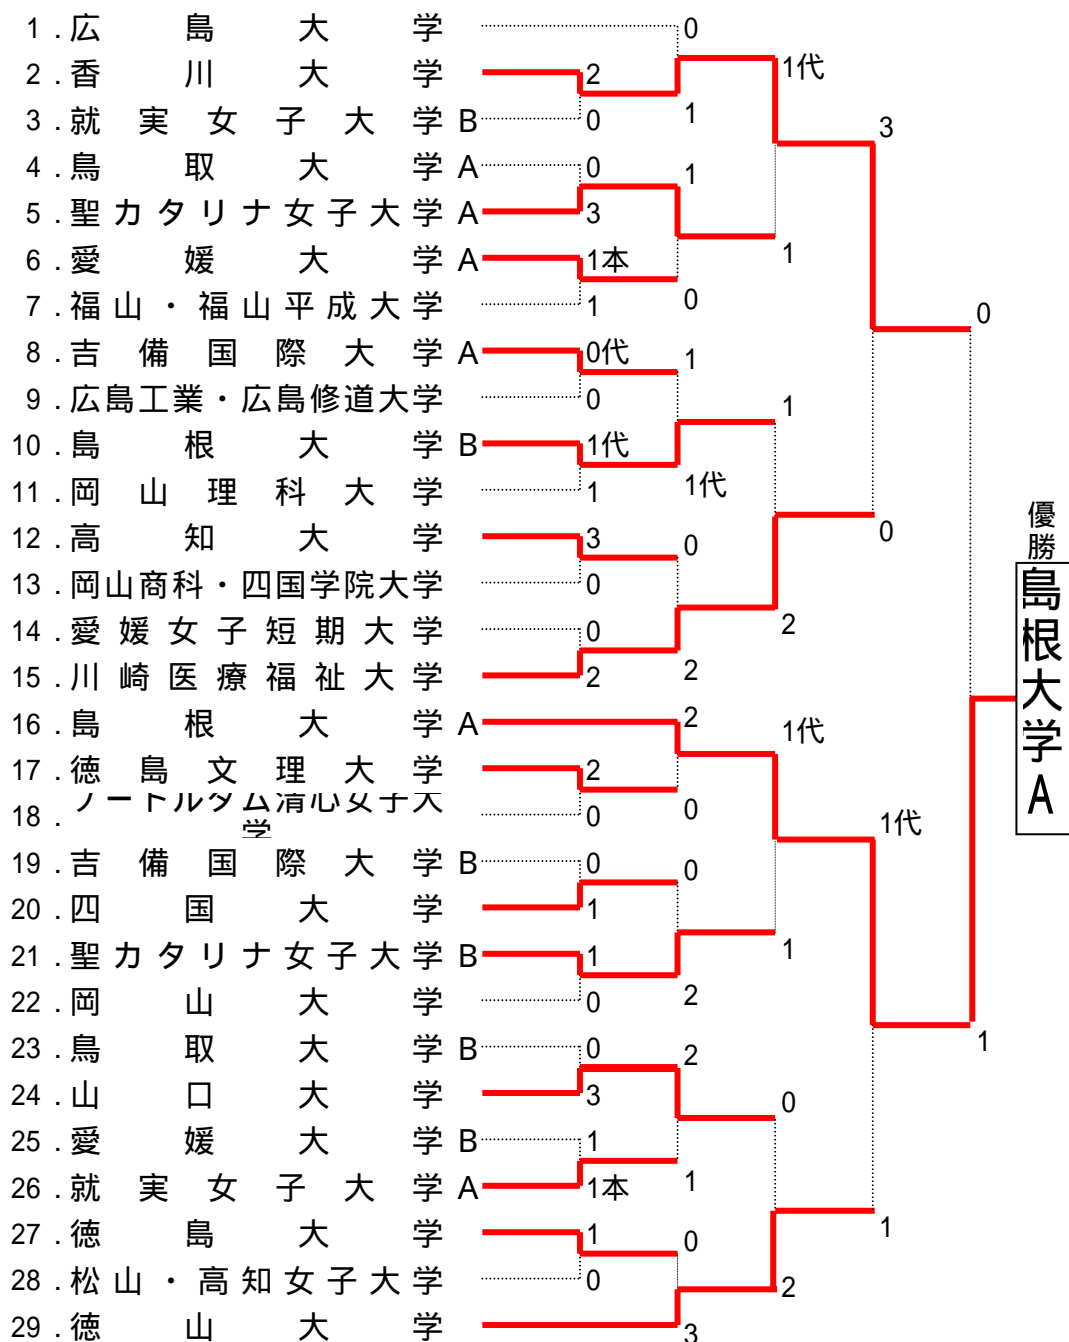 1.広島大学 0
2.香川大学 2 1代
3.就実女子大学B 0 1 3
4.鳥取大学A 0 1
5.聖カタリナ女子大学A 3
6.愛媛大学A 1本 1
7.福山・福山平成大学 1 0 0
8.吉備国際大学A 0代 1
9.広島工業・広島修道大学 0 1
10.島根大学B 1代
11.岡山理科大学 1 1代
12.高知大学 3 0 0 優勝
13.岡山商科・四国学院大学 0 島根大学A
14.愛媛女子短期大学 0 2
15.川崎医療福祉大学 2 2
16.島根大学A 2 1代
17.徳島文理大学 2
18.ノートルダム清心女子大学 0 0 1代
19.吉備国際大学B 0 0
20.四国大学 1
21.聖カタリナ女子大学B 1 1
22.岡山大学 0 2
23.鳥取大学B 0 2 1
24.山口大学 3 0
25.愛媛大学B 1
26.就実女子大学A 1本 1
27.徳島大学 1 0 1
28.松山・高知女子大学 0 2
29.徳山大学 3